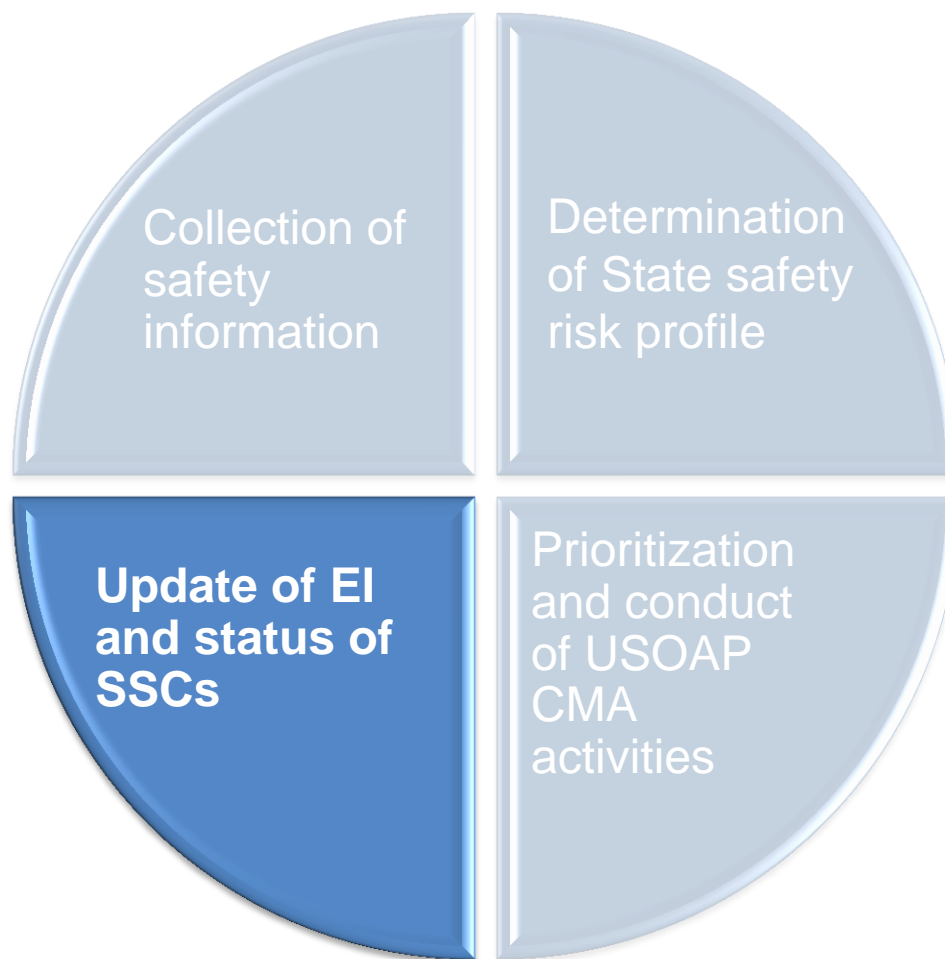 Collection of
safety
information
Determination
of State safety
risk profile
Update of EI
and status of
SSCs
Prioritization
and conduct
of USOAP
CMA
activities